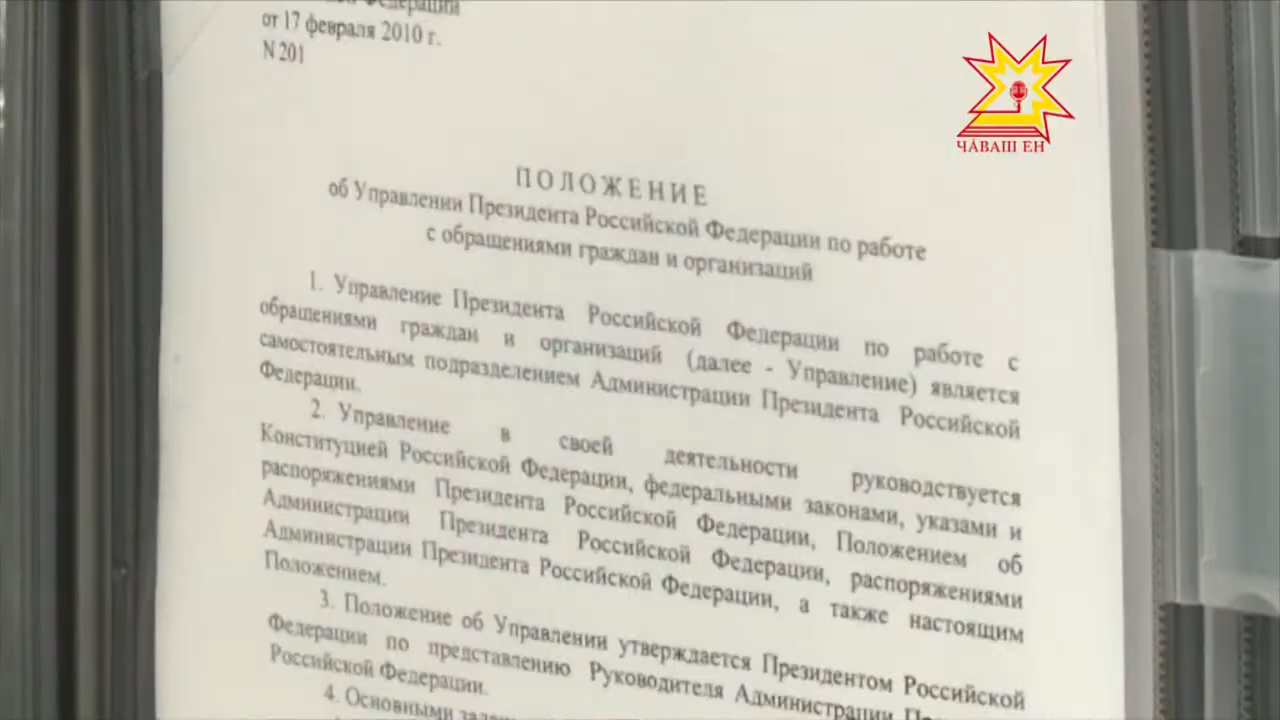 Федерации
от 17 февраля 2010 г.
N 201
ЧӐВАШ ЕН
ПОЛОЖЕНИЕ
об Управлении Президента Российской Федерации по работе
с обращениями граждан и организаций
1. Управление Президента Российской Федерации по работе с
обращениями граждан и организаций (далее - Управление) является
самостоятельным подразделением Администрации Президента Российской
Федерации.
2. Управление в своей деятельности руководствуется
Конституцией Российской Федерации, федеральными законами, указами и
распоряжениями Президента Российской Федерации, Положением об
Администрации Президента Российской Федерации, распоряжениями
Администрации Президента Российской Федерации, а также настоящим
Положением.
3. Положение об Управлении утверждается Президентом Российской
Федерации по представлению Руководителя Администрации
Российской Федерации.
4. Основными